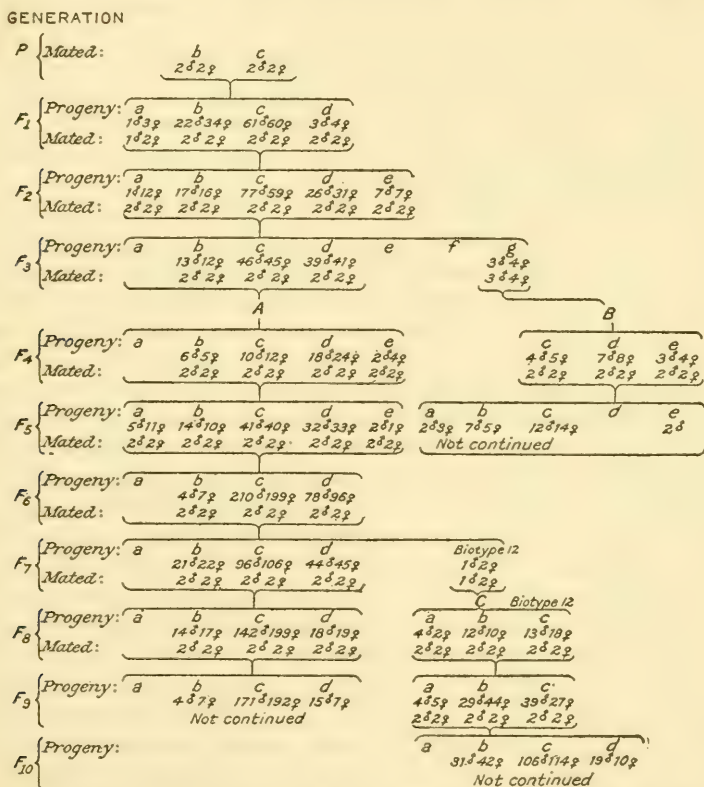 GENERATION
P Mated: b c
2♂2♀ 2♂2♀
F₁ Progeny: a b c d
1♂3♀ 22♂34♀ 61♂60♀ 3♂4♀
Mated: 1♂2♀ 2♂2♀ 2♂2♀ 2♂2♀
F₂ Progeny: a b c d e
1♂12♀ 17♂16♀ 77♂59♀ 26♂31♀ 7♂7♀
Mated: 2♂2♀ 2♂2♀ 2♂2♀ 2♂2♀ 2♂2♀
F₃ Progeny: a b c d e f g
13♂12♀ 46♂45♀ 39♂41♀ 3♂4♀
Mated: 2♂2♀ 2♂2♀ 2♂2♀ 3♂4♀
A B
F₄ Progeny: a b c d e c d e
6♂5♀ 10♂12♀ 18♂24♀ 2♂4♀ 4♂5♀ 7♂8♀ 3♂4♀
Mated: 2♂2♀ 2♂2♀ 2♂2♀ 2♂2♀ 2♂2♀ 2♂2♀ 2♂2♀
F₅ Progeny: a b c d e a b c d e
5♂11♀ 14♂10♀ 41♂40♀ 32♂33♀ 2♂1♀ 2♂3♀ 7♂5♀ 12♂14♀ 2♂
Mated: 2♂2♀ 2♂2♀ 2♂2♀ 2♂2♀ 2♂2♀ Not continued
F₆ Progeny: a b c d
4♂7♀ 210♂199♀ 78♂96♀
Mated: 2♂2♀ 2♂2♀ 2♂2♀
F₇ Progeny: a b c d Biotype 12
21♂22♀ 96♂106♀ 44♂45♀ 1♂2♀
Mated: 2♂2♀ 2♂2♀ 2♂2♀ 1♂2♀
C Biotype 12
F₈ Progeny: a b c d a b c
14♂17♀ 142♂199♀ 18♂19♀ 4♂2♀ 12♂10♀ 13♂18♀
Mated: 2♂2♀ 2♂2♀ 2♂2♀ 2♂2♀ 2♂2♀ 2♂2♀
F₉ Progeny: a b c d a b c
4♂7♀ 171♂192♀ 15♂7♀ 4♂5♀ 29♂44♀ 39♂27♀
Not continued 2♂2♀ 2♂2♀ 2♂2♀
F₁₀ Progeny: a b c d
31♂42♀ 106♂114♀ 19♂10♀
Not continued